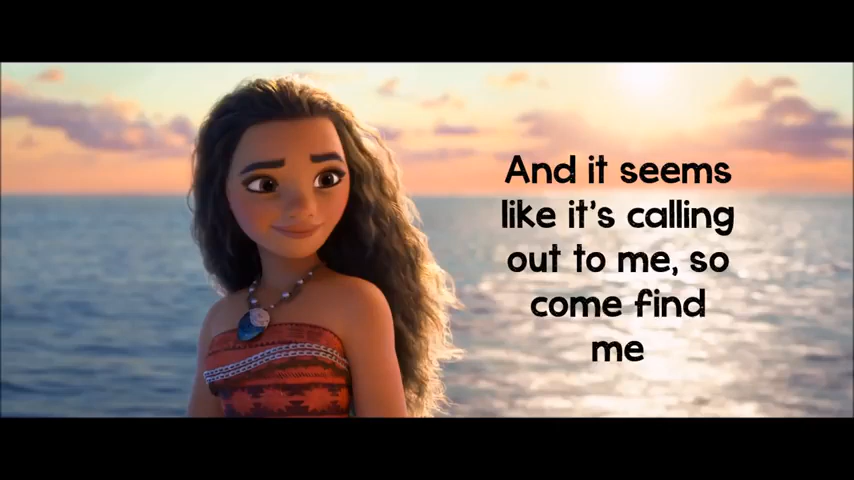 And it seems
like it's calling
out to me, so
come find
me